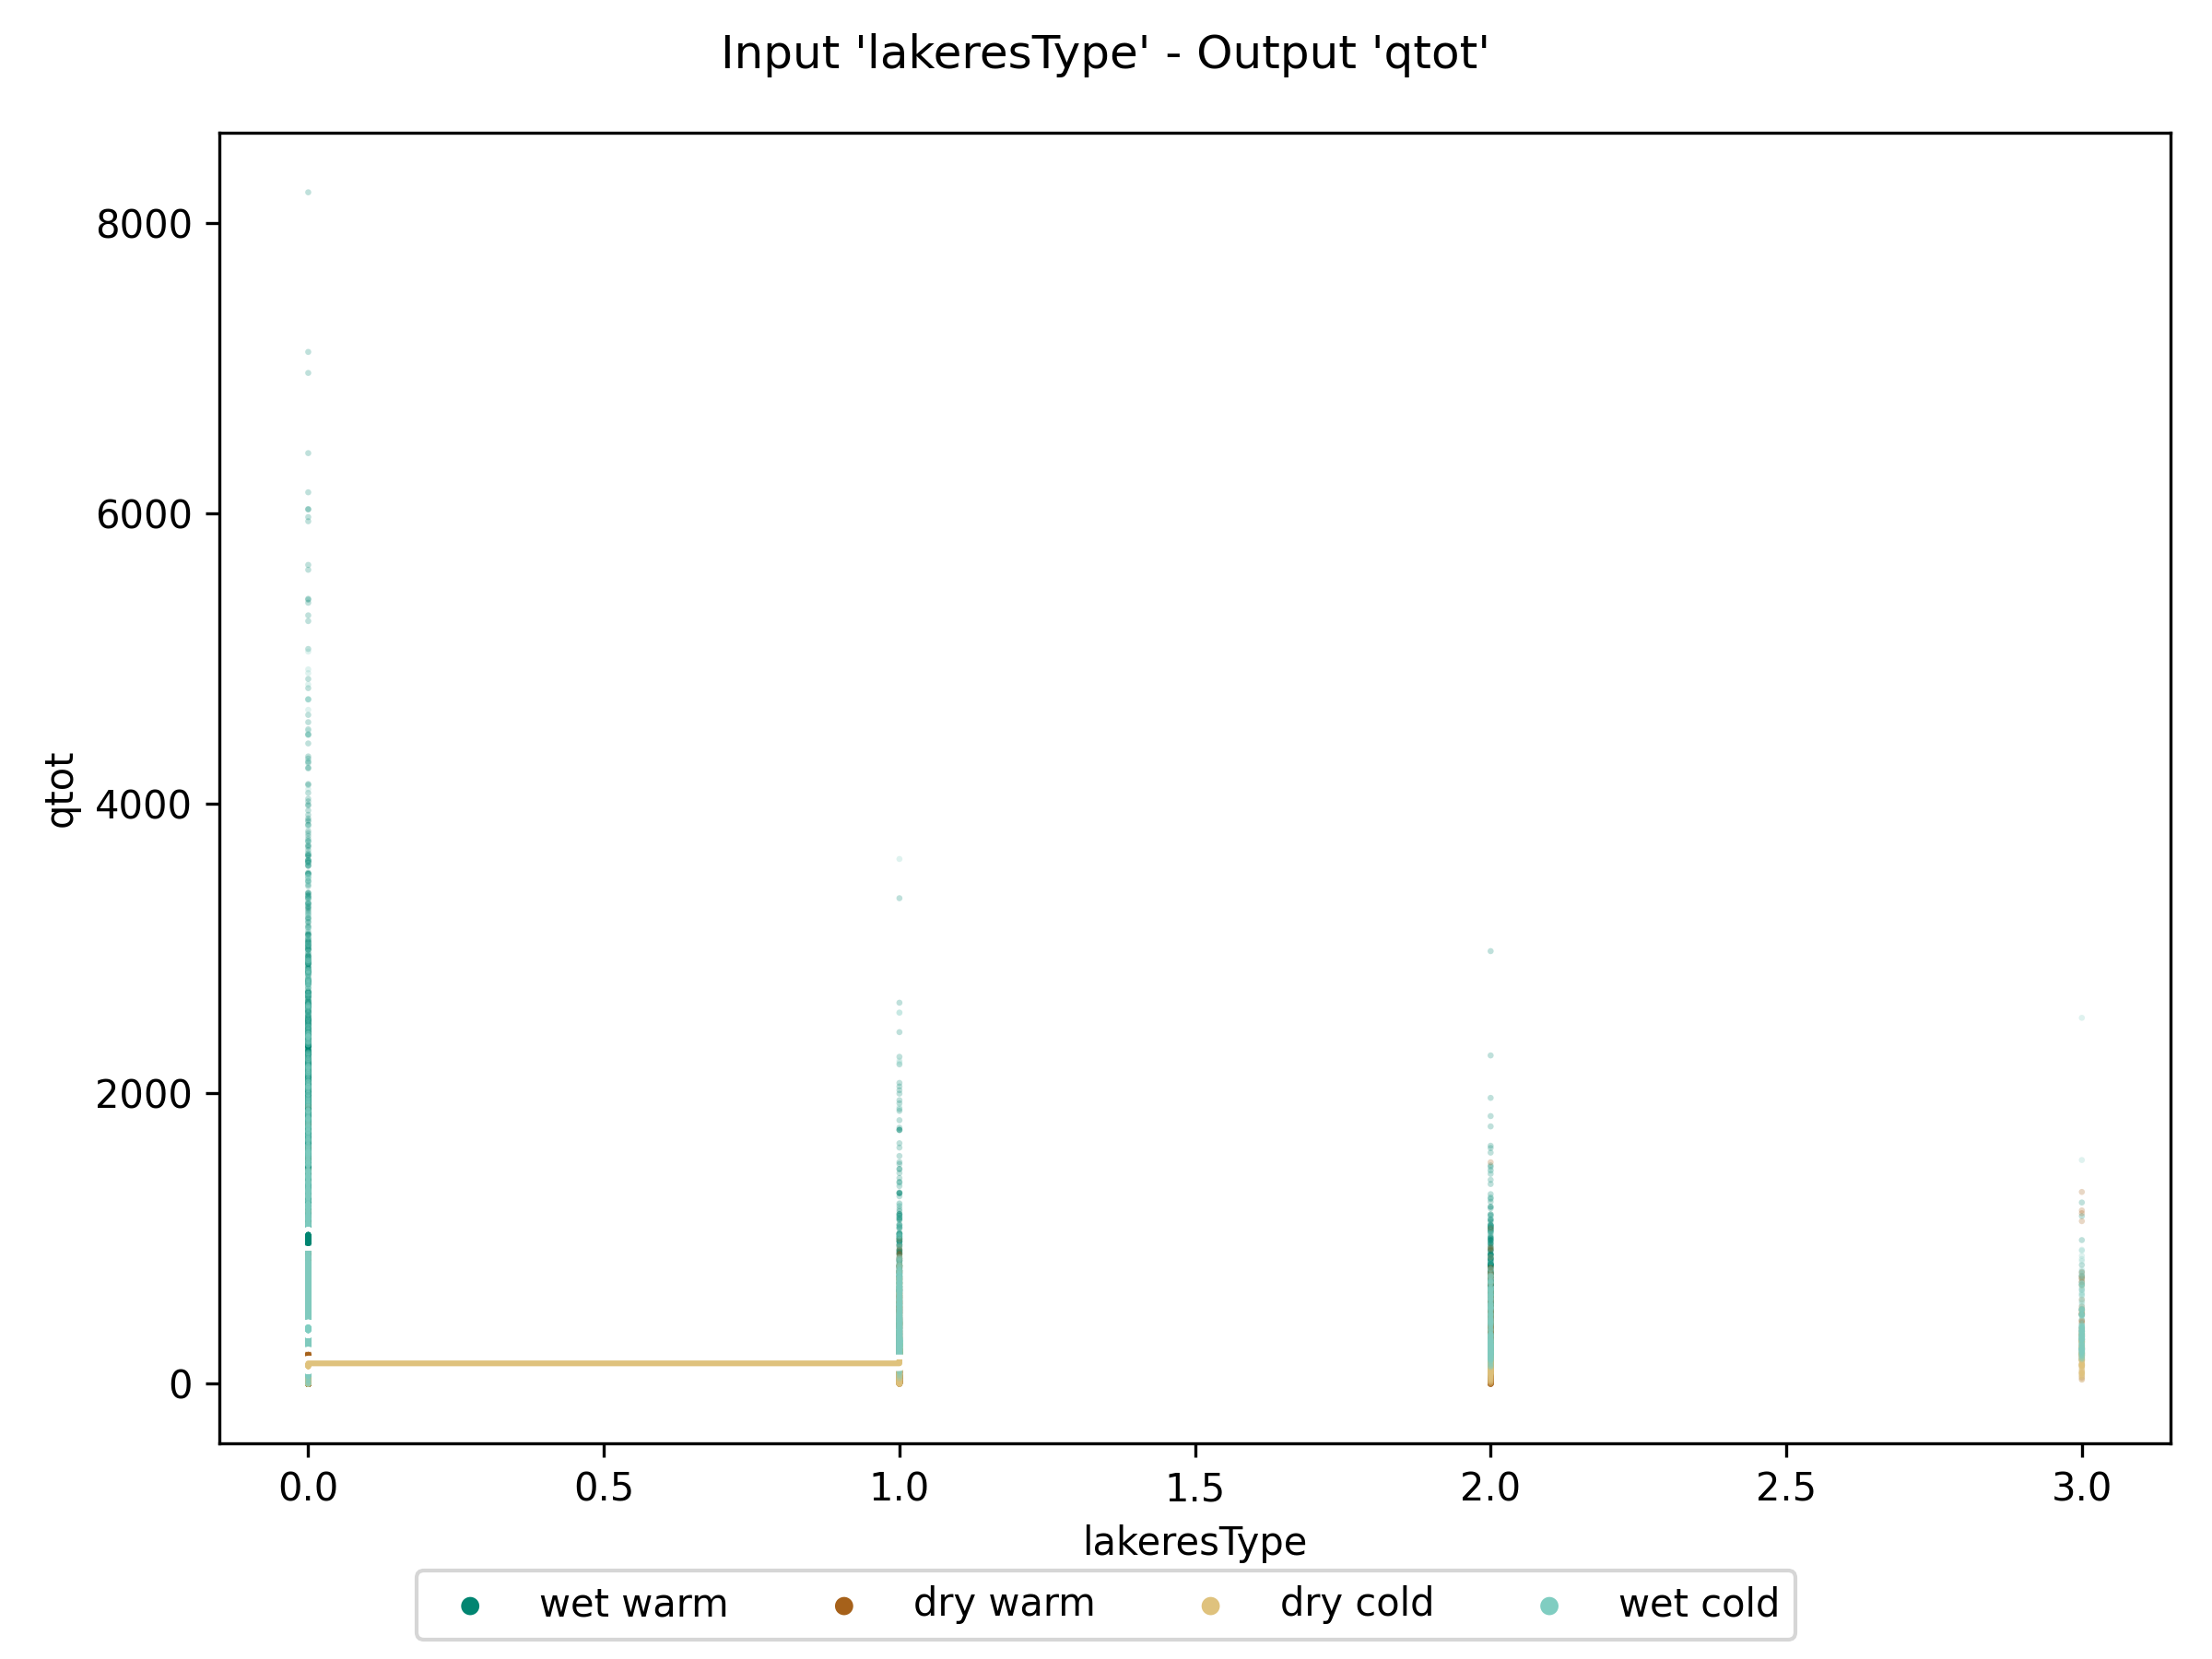 Input 'lakeresType' - Output 'qtot'
8000
6000
4000
2000
0
qtot
0.0 0.5 1.0 1.5 2.0 2.5 3.0
lakeresType
wet warm dry warm dry cold wet cold